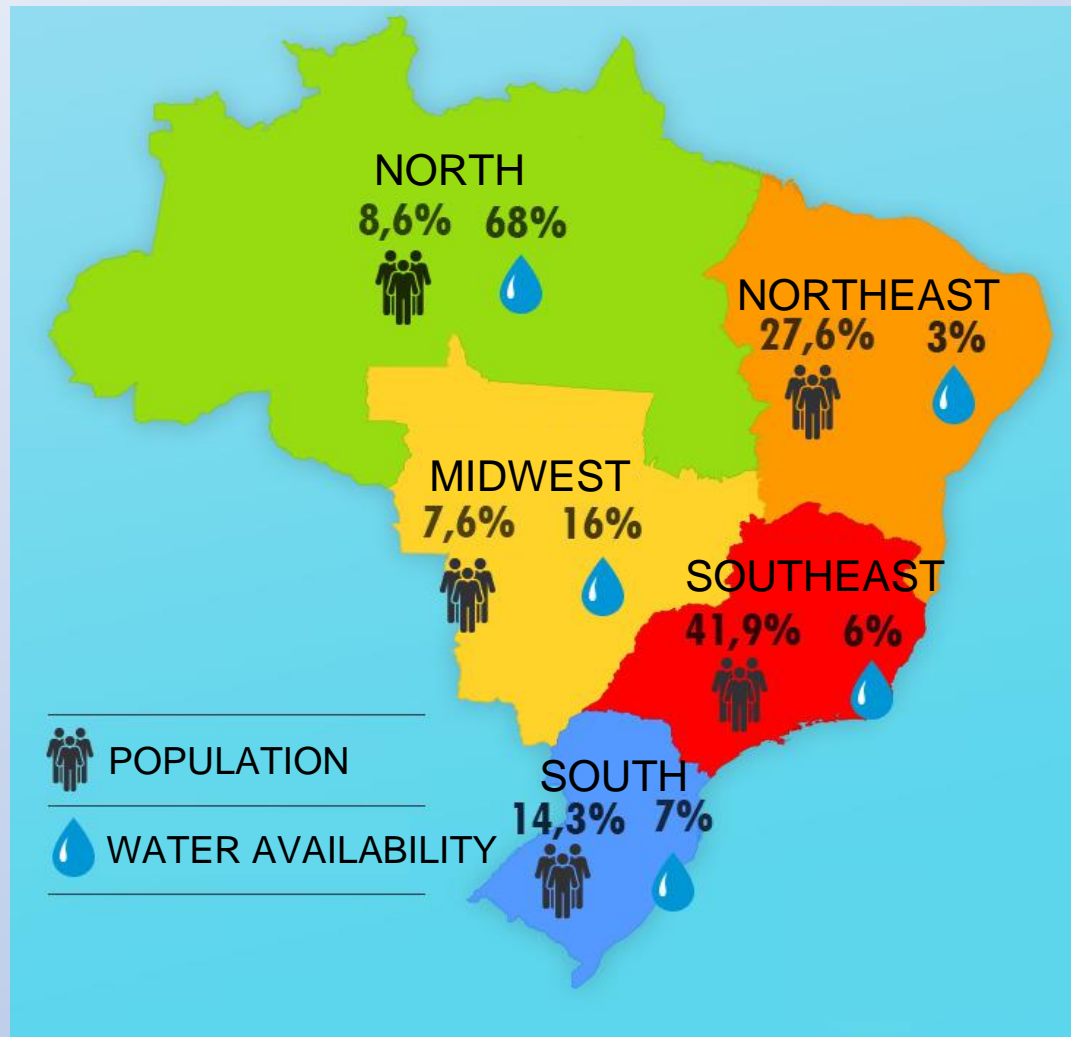 NORTH
8,6% 68%
NORTHEAST
27,6% 3%
MIDWEST
7,6% 16%
SOUTHEAST
41,9% 6%
SOUTH
14,3% 7%
POPULATION
WATER AVAILABILITY